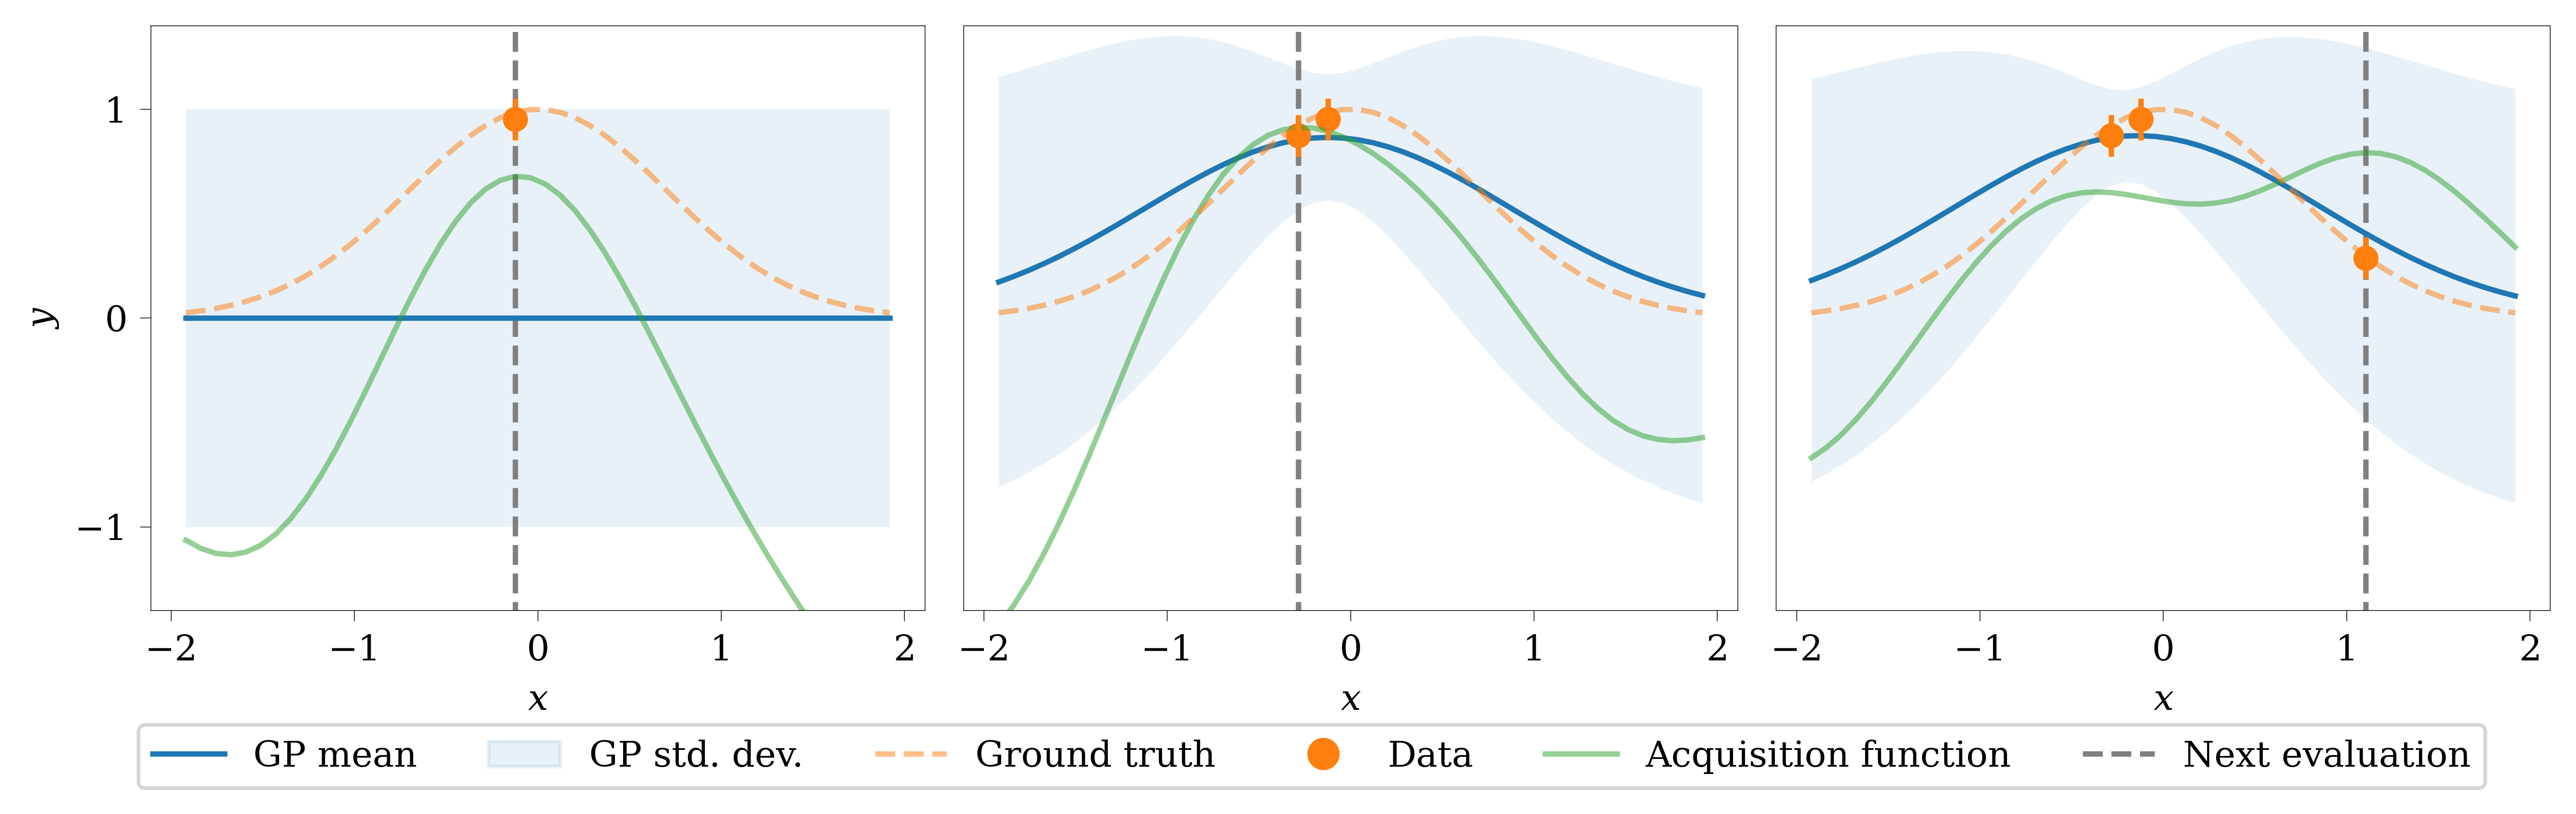 y
1
0
−1
−2 −1 0 1 2
−2 −1 0 1 2
−2 −1 0 1 2
x x x
GP mean GP std. dev. Ground truth Data Acquisition function Next evaluation